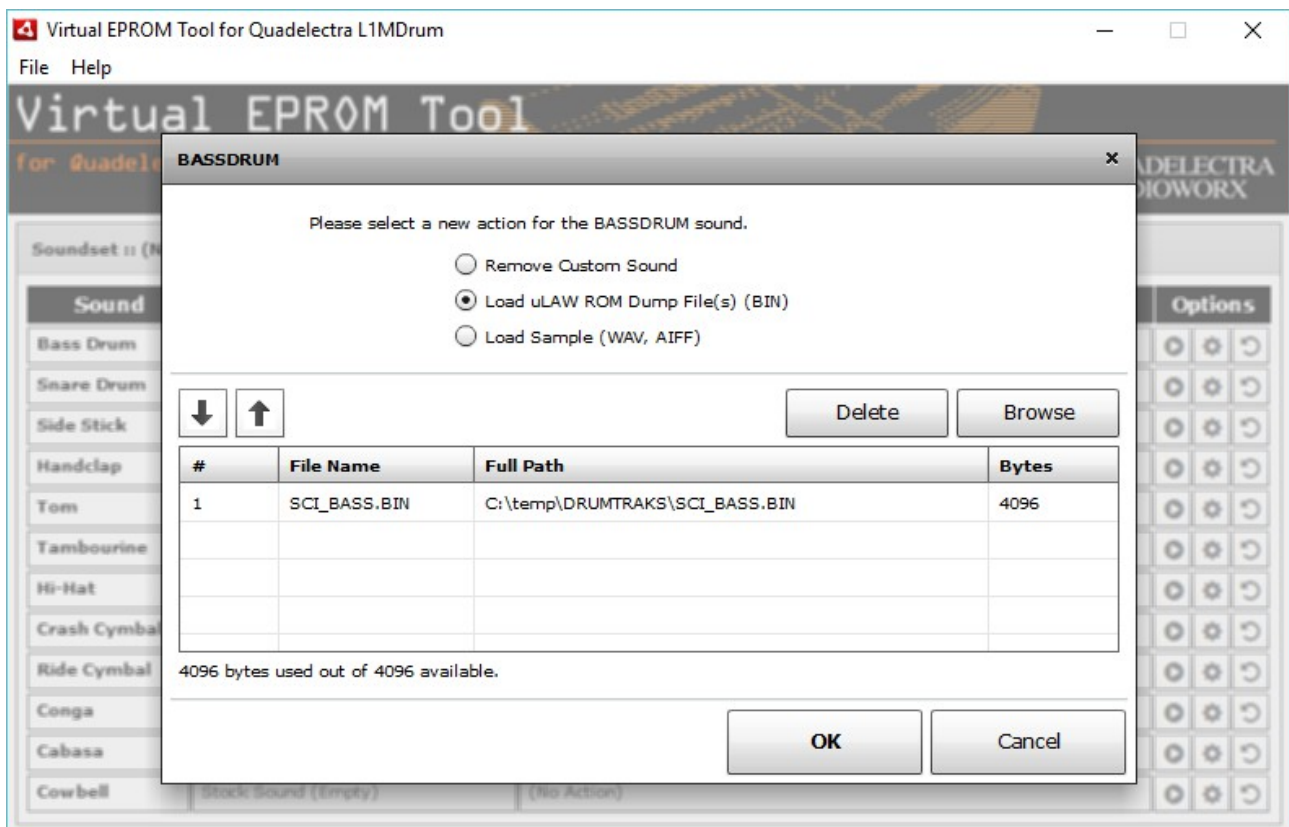 Virtual EPROM Tool for Quadelectra L1MDrum
File Help
Virtual EPROM Tool
for Quadele
ADELECTRA
DIOWORX
BASSDRUM
Please select a new action for the BASSDRUM sound.
Remove Custom Sound
Load uLAW ROM Dump File(s) (BIN)
Load Sample (WAV, AIFF)
Soundset :: (N
Sound Options
Bass Drum
Snare Drum
Side Stick
Handclap
Tom
Tambourine
Hi-Hat
Crash Cymbal
Ride Cymbal
Conga
Cabasa
Cowbell Stock Sound (Empty) (No Action)
Delete Browse
# File Name Full Path Bytes
1 SCI_BASS.BIN C:\temp\DRUMTRAKS\SCI_BASS.BIN 4096
4096 bytes used out of 4096 available.
OK Cancel